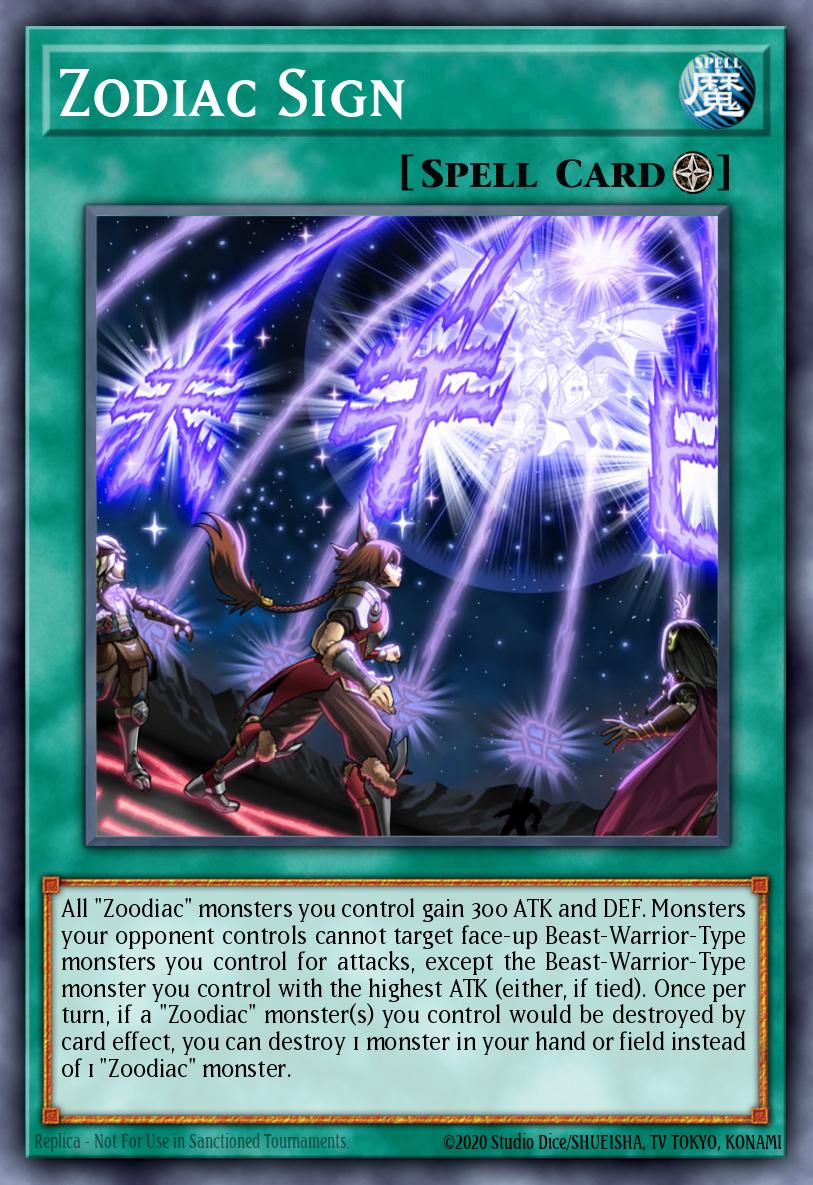 Zodiac Sign
SPELL
魔
[Spell Card]
All "Zoodiac" monsters you control gain 300 ATK and DEF. Monsters
your opponent controls cannot target face-up Beast-Warrior-Type
monsters you control for attacks, except the Beast-Warrior-Type
monster you control with the highest ATK (either, if tied). Once per
turn, if a "Zoodiac" monster(s) you control would be destroyed by
card effect, you can destroy 1 monster in your hand or field instead
of 1 "Zoodiac" monster.
Replica - Not For Use in Sanctioned Tournaments.
©2020 Studio Dice/SHUEISHA, TV TOKYO, KONAMI